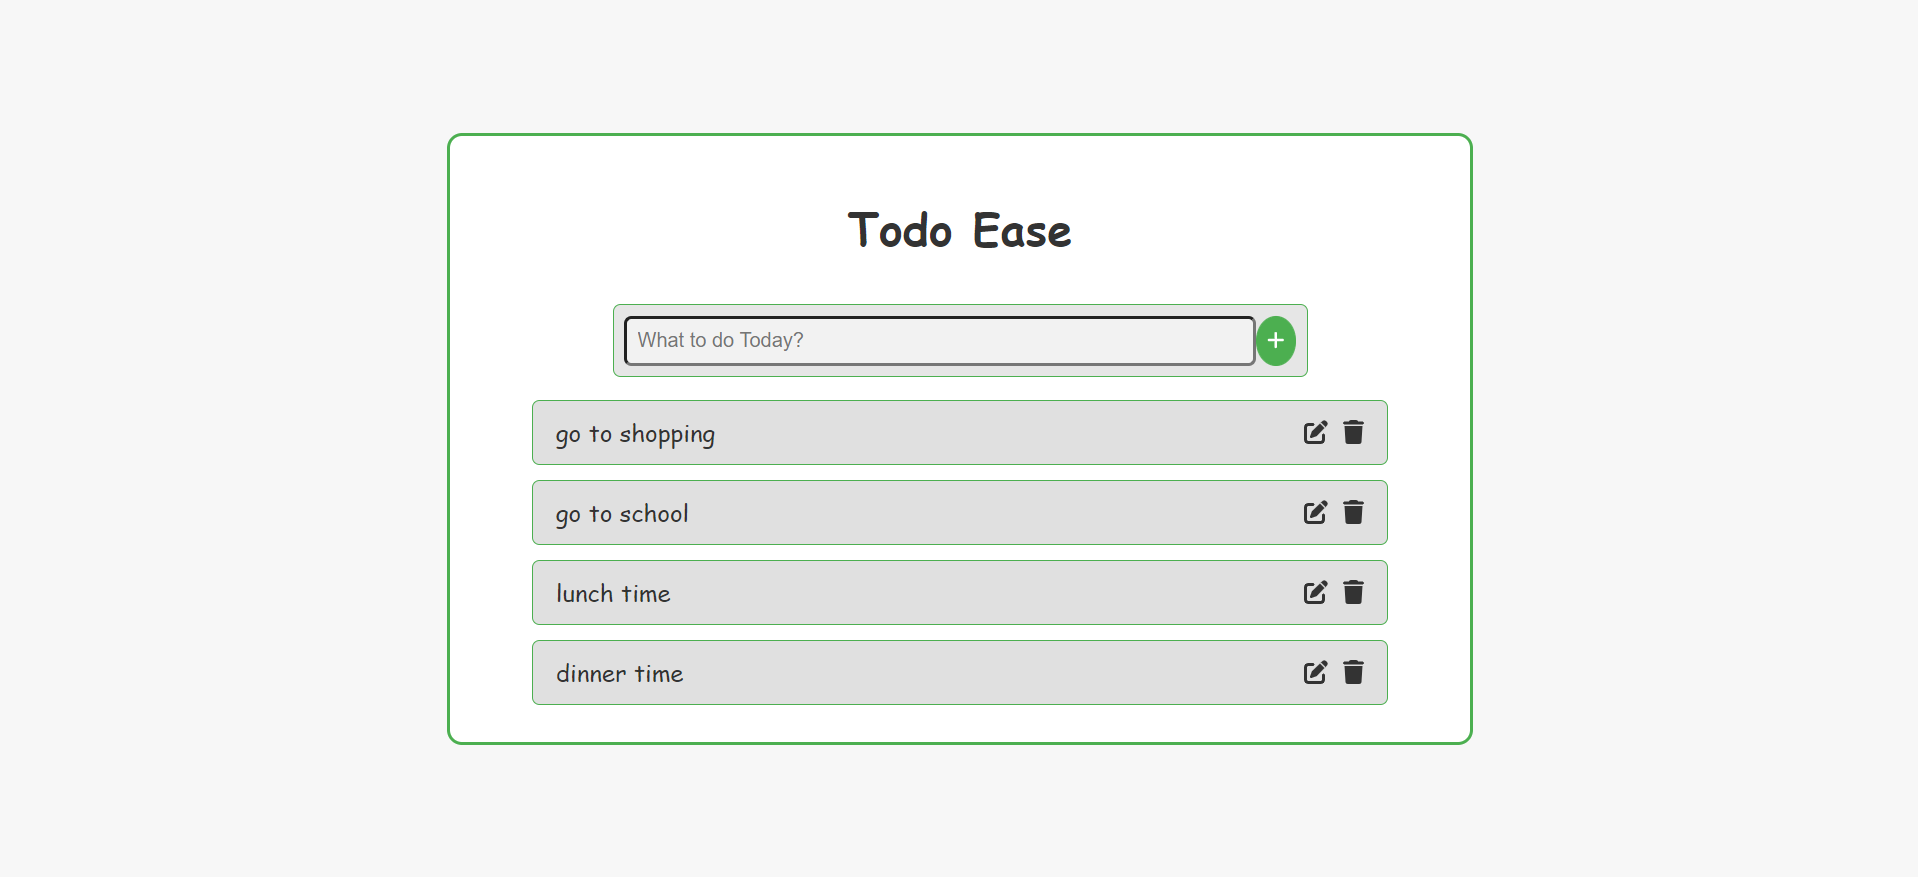 Todo Ease
What to do Today?
go to shopping
go to school
lunch time
dinner time